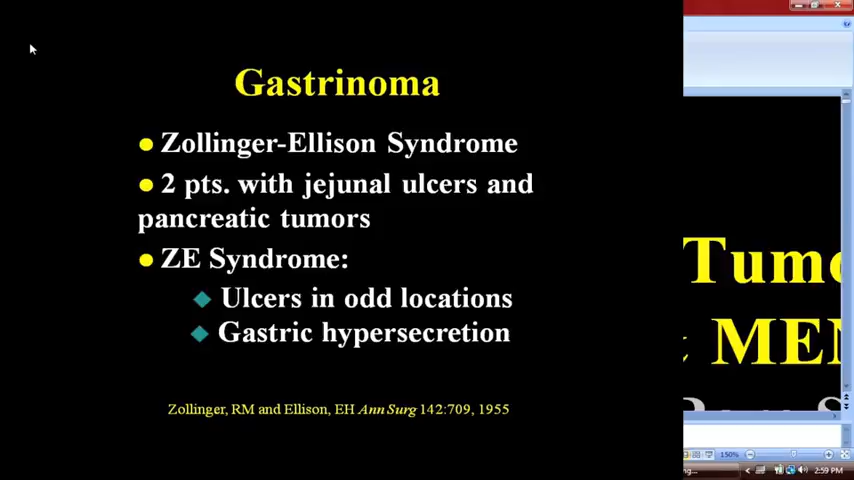 Gastrinoma
Zollinger-Ellison Syndrome
2 pts. with jejunal ulcers and
pancreatic tumors
ZE Syndrome:
Ulcers in odd locations
Gastric hypersecretion
Zollinger, RM and Ellison, EH Ann Surg 142:709, 1955
Tumo
& MEN
150%
2:59 PM